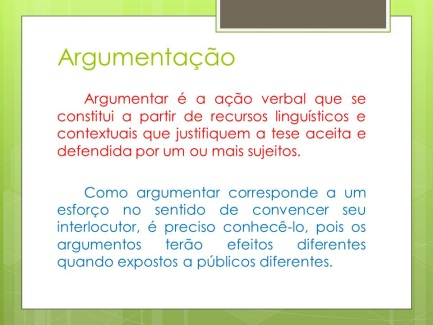 Argumentação
Argumentar é a ação verbal que se
constitui a partir de recursos linguísticos e
contextuais que justifiquem a tese aceita e
defendida por um ou mais sujeitos.
Como argumentar corresponde a um
esforço no sentido de convencer seu
interlocutor, é preciso conhecê-lo, pois os
argumentos terão efeitos diferentes
quando expostos a públicos diferentes.